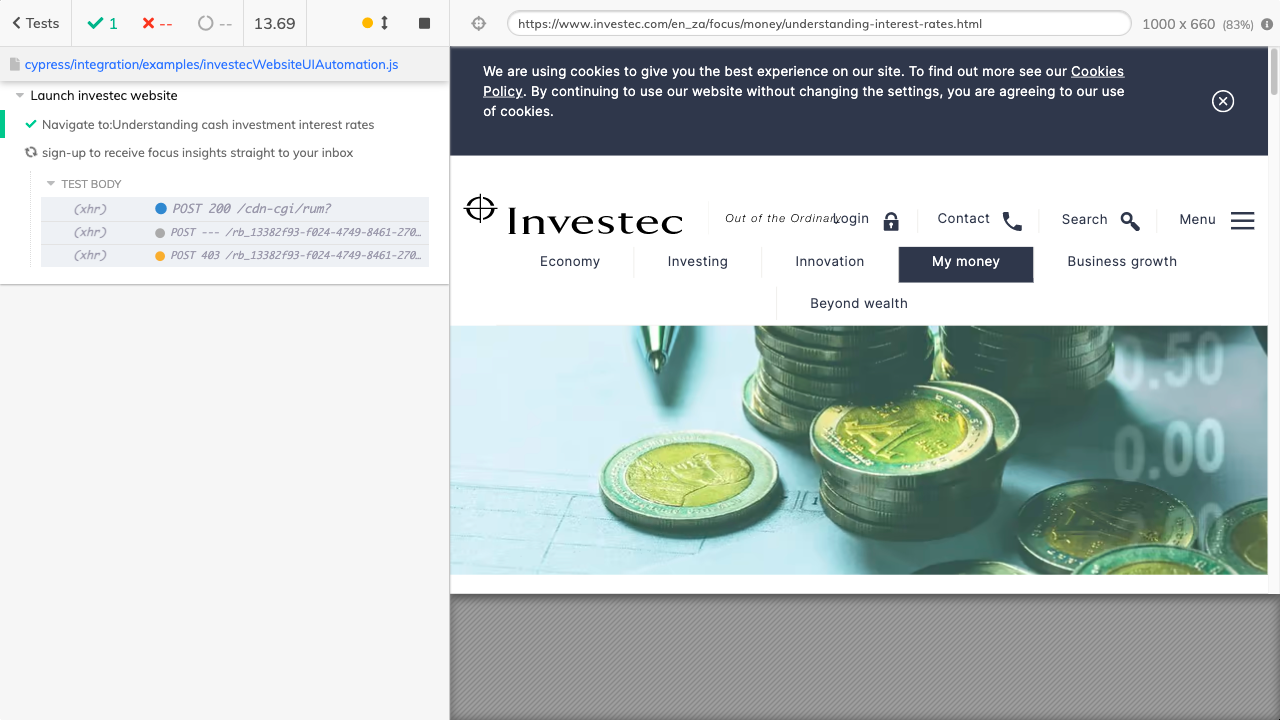 Tests
1
--
--
13.69
https://www.investec.com/en_za/focus/money/understanding-interest-rates.html
1000 x 660 (83%)
cypress/integration/examples/investecWebsiteUIAutomation.js
Launch investec website
Navigate to:Understanding cash investment interest rates
sign-up to receive focus insights straight to your inbox
TEST BODY
(xhr) POST 200 /cdn-cgi/rum?
(xhr) POST --- /rb_13382f93-f024-4749-8461-270…
(xhr) POST 403 /rb_13382f93-f024-4749-8461-270…
We are using cookies to give you the best experience on our site. To find out more see our Cookies
Policy. By continuing to use our website without changing the settings, you are agreeing to our use
of cookies.
Investec
Out of the Ordinary
Login
Contact
Search
Menu
Economy
Investing
Innovation
My money
Business growth
Beyond wealth
0.50
0.00